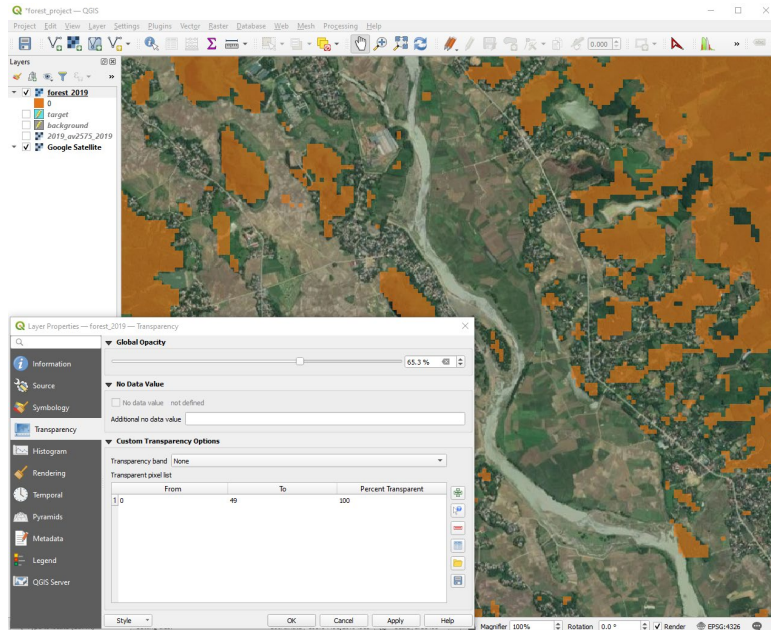 *forest_project — QGIS
Project Edit View Layer Settings Plugins Vector Raster Database Web Mesh Processing Help
0.000
Layers
forest 2019
0
target
background
2019_av2575_2019
Google Satellite
Layer Properties — forest_2019 — Transparency
Information
Source
Symbology
Transparency
Histogram
Rendering
Temporal
Pyramids
Metadata
Legend
QGIS Server
Global Opacity
65.3 %
No Data Value
No data value not defined
Additional no data value
Custom Transparency Options
Transparency band None
Transparent pixel list
From To Percent Transparent
1 0 49 100
Style OK Cancel Apply Help
Magnifier 100% Rotation 0.0 ° Render EPSG:4326